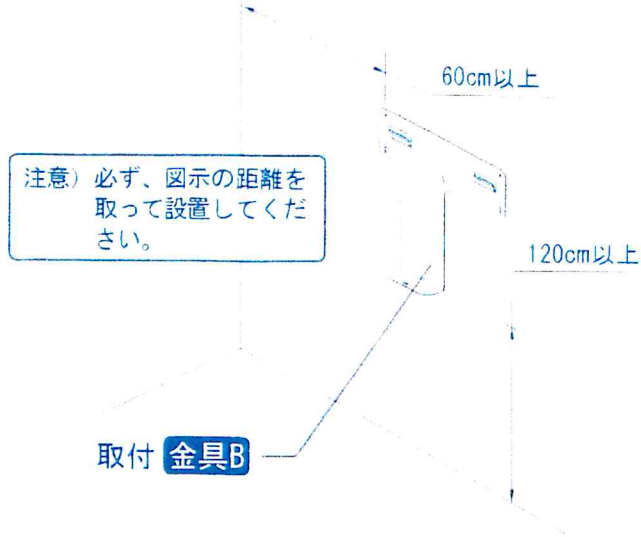 60cm以上
注意）必ず、図示の距離を
取って設置してくだ
さい。
120cm以上
取付 金具B